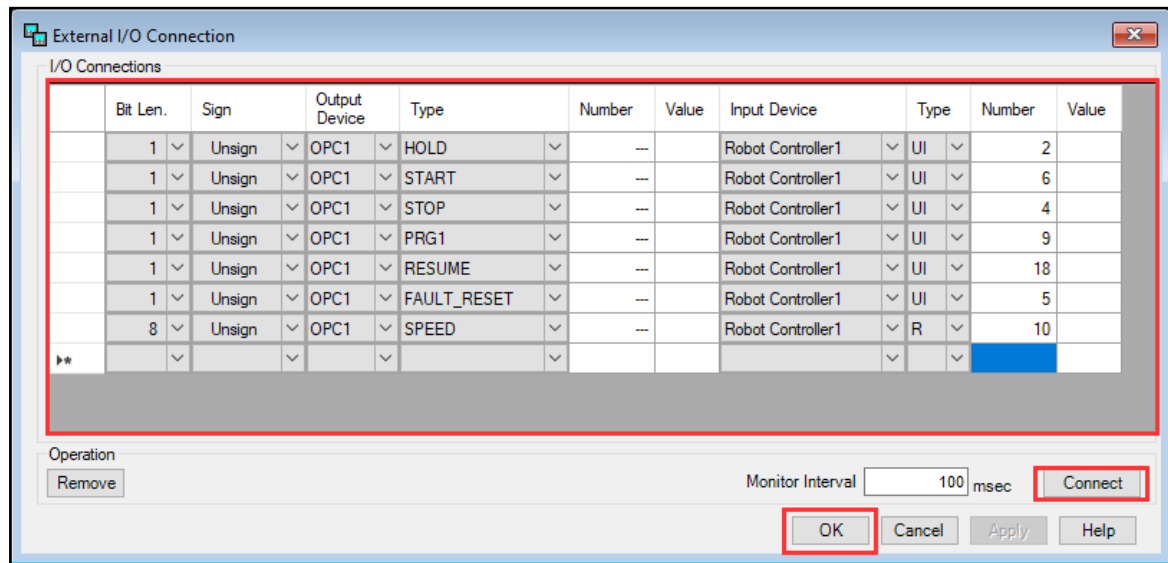 External I/O Connection
I/O Connections
Bit Len. Sign Output Device Type Number Value Input Device Type Number Value
1 Unsign OPC1 HOLD --- Robot Controller1 UI 2
1 Unsign OPC1 START --- Robot Controller1 UI 6
1 Unsign OPC1 STOP --- Robot Controller1 UI 4
1 Unsign OPC1 PRG1 --- Robot Controller1 UI 9
1 Unsign OPC1 RESUME --- Robot Controller1 UI 18
1 Unsign OPC1 FAULT_RESET --- Robot Controller1 UI 5
8 Unsign OPC1 SPEED --- Robot Controller1 R 10
Operation
Remove Monitor Interval 100 msec Connect
OK Cancel Apply Help